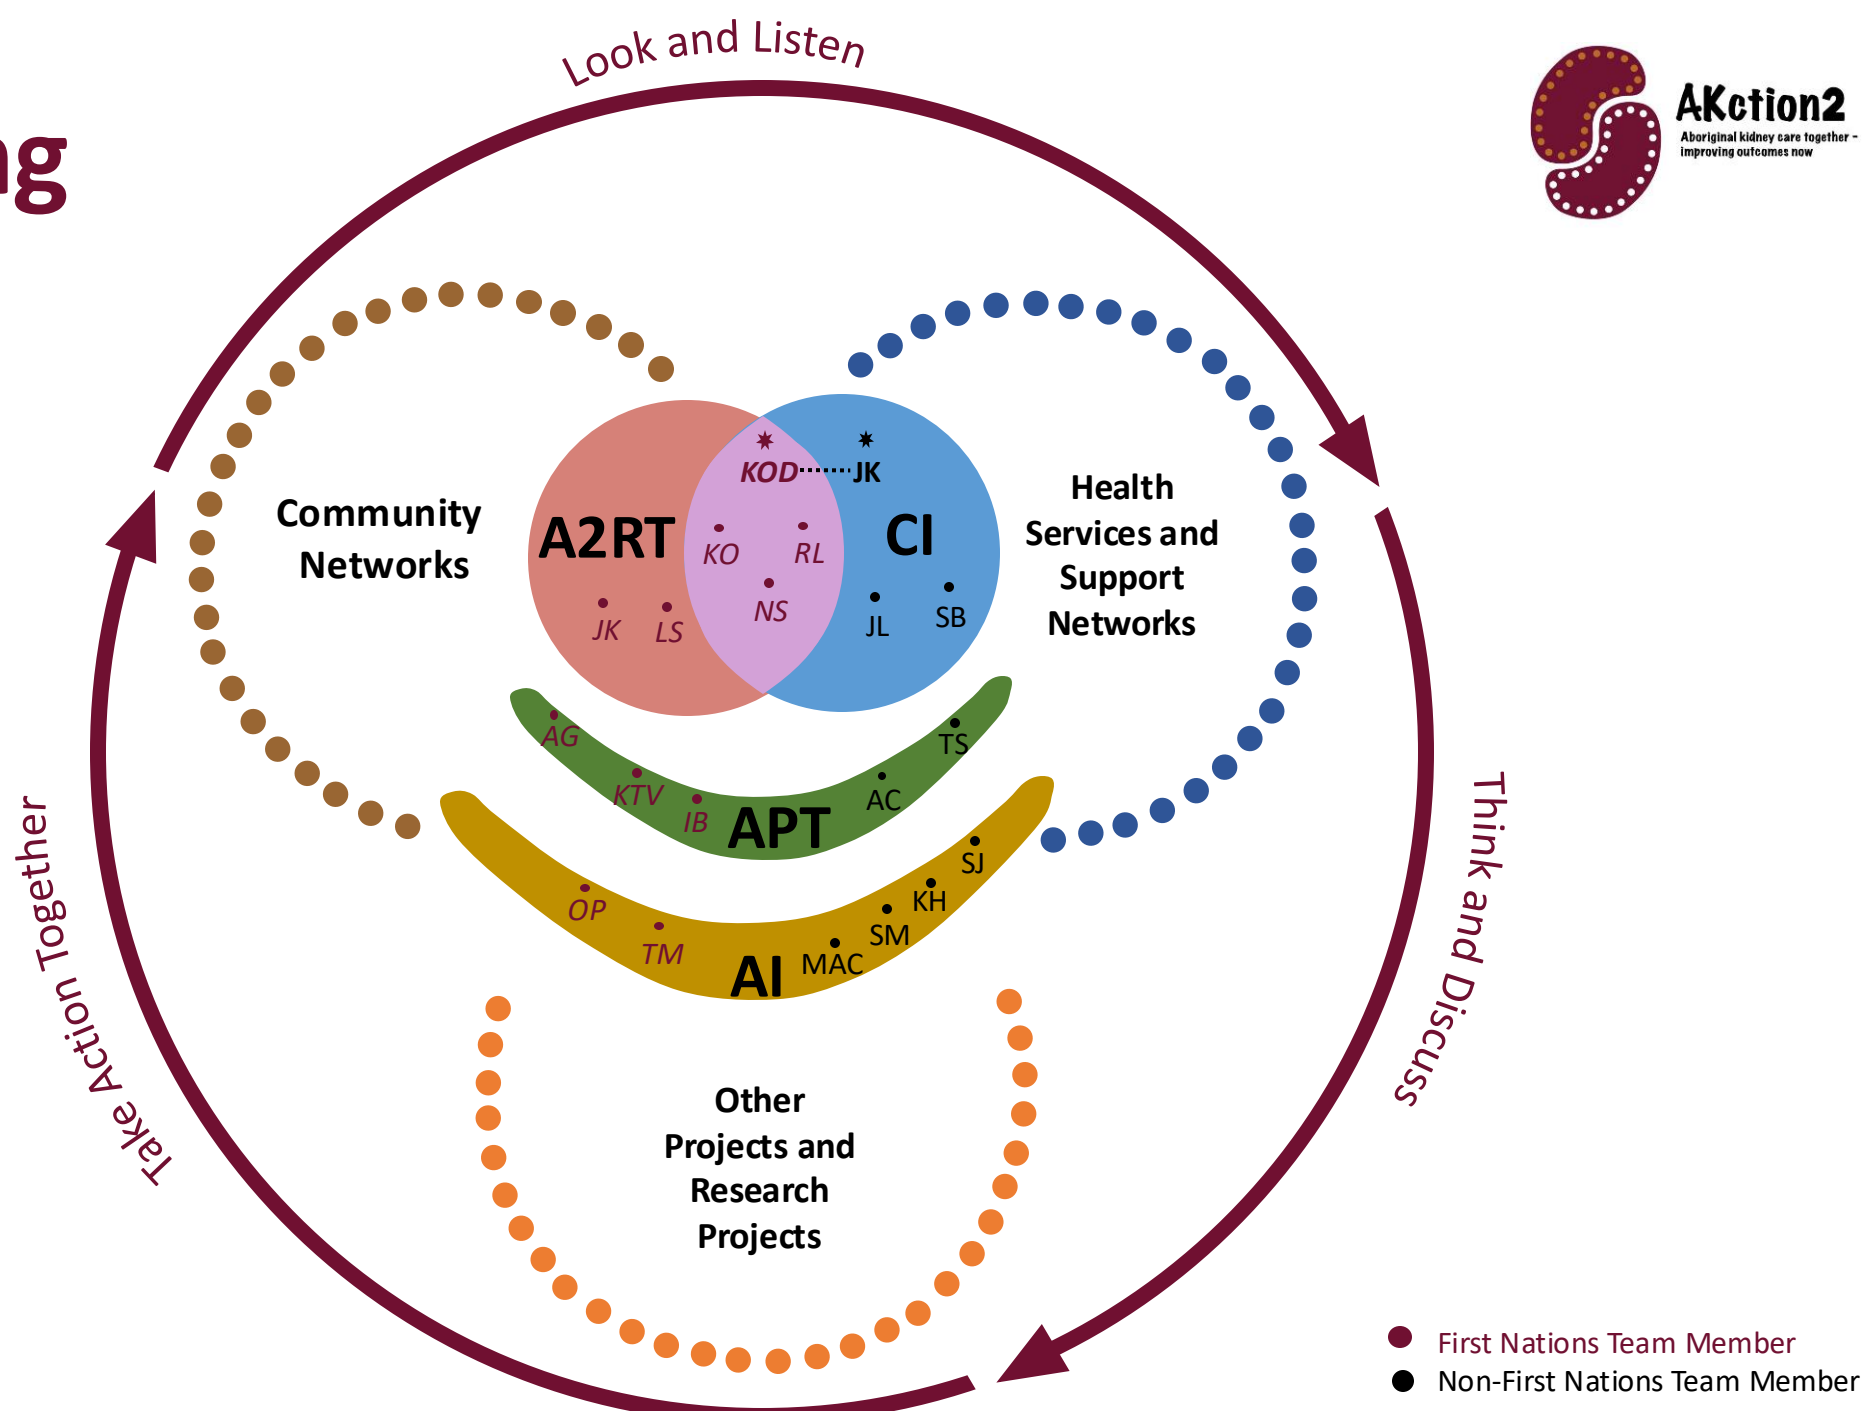 Look and Listen
ng
AKction2
Aboriginal kidney care together -
improving outcomes now
Community
Networks
A2RT
CI
KOD
JK
KO
RL
NS
JK
LS
JL
SB
Health
Services and
Support
Networks
AG
KTV
IB
APT
AC
TS
OP
TM
AI
MAC
SM
KH
SJ
Think and Discuss
Take Action Together
Other
Projects and
Research
Projects
First Nations Team Member
Non-First Nations Team Member